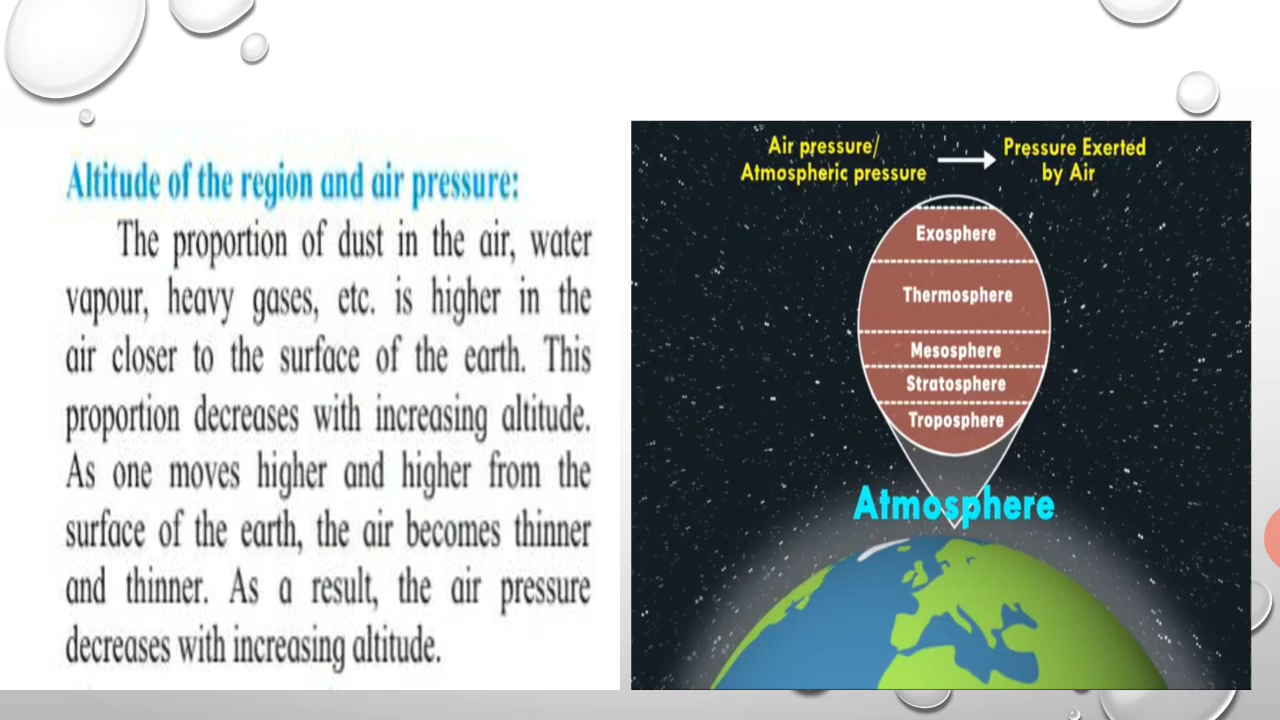 Altitude of the region and air pressure:
The proportion of dust in the air, water
vapour, heavy gases, etc. is higher in the
air closer to the surface of the earth. This
proportion decreases with increasing altitude.
As one moves higher and higher from the
surface of the earth, the air becomes thinner
and thinner. As a result, the air pressure
decreases with increasing altitude.
Air pressure/
Atmospheric pressure
Pressure Exerted
by Air
Exosphere
Thermosphere
Mesosphere
Stratosphere
Troposphere
Atmosphere